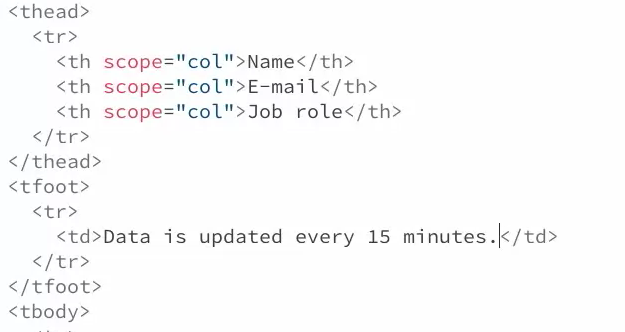 <thead>
<tr>
<th scope="col">Name</th>
<th scope="col">E-mail</th>
<th scope="col">Job role</th>
</tr>
</thead>
<tfoot>
<tr>
<td>Data is updated every 15 minutes.</td>
</tr>
</tfoot>
<tbody>